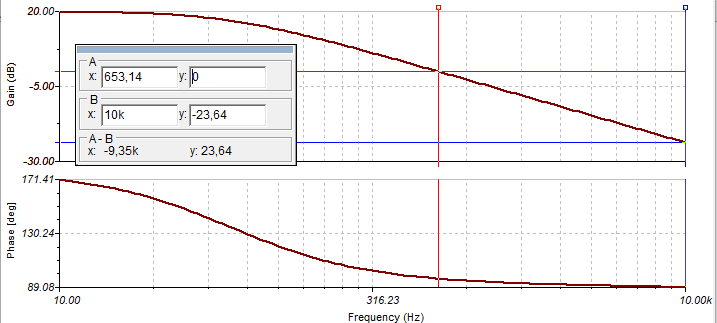 20.00
Gain (dB)
-5.00
-30.00
A
x: 653,14 y: 0
B
x: 10k y: -23,64
A - B
x: -9,35k y: 23,64
171.41
Phase [deg]
130.24
89.08
10.00 316.23 10.00k
Frequency (Hz)